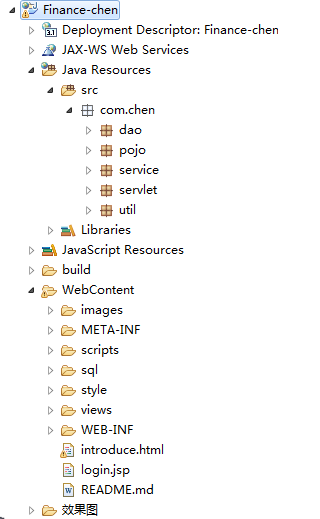 Finance-chen
Deployment Descriptor: Finance-chen
JAX-WS Web Services
Java Resources
src
com.chen
dao
pojo
service
servlet
util
Libraries
JavaScript Resources
build
WebContent
images
META-INF
scripts
sql
style
views
WEB-INF
introduce.html
login.jsp
README.md
效果图